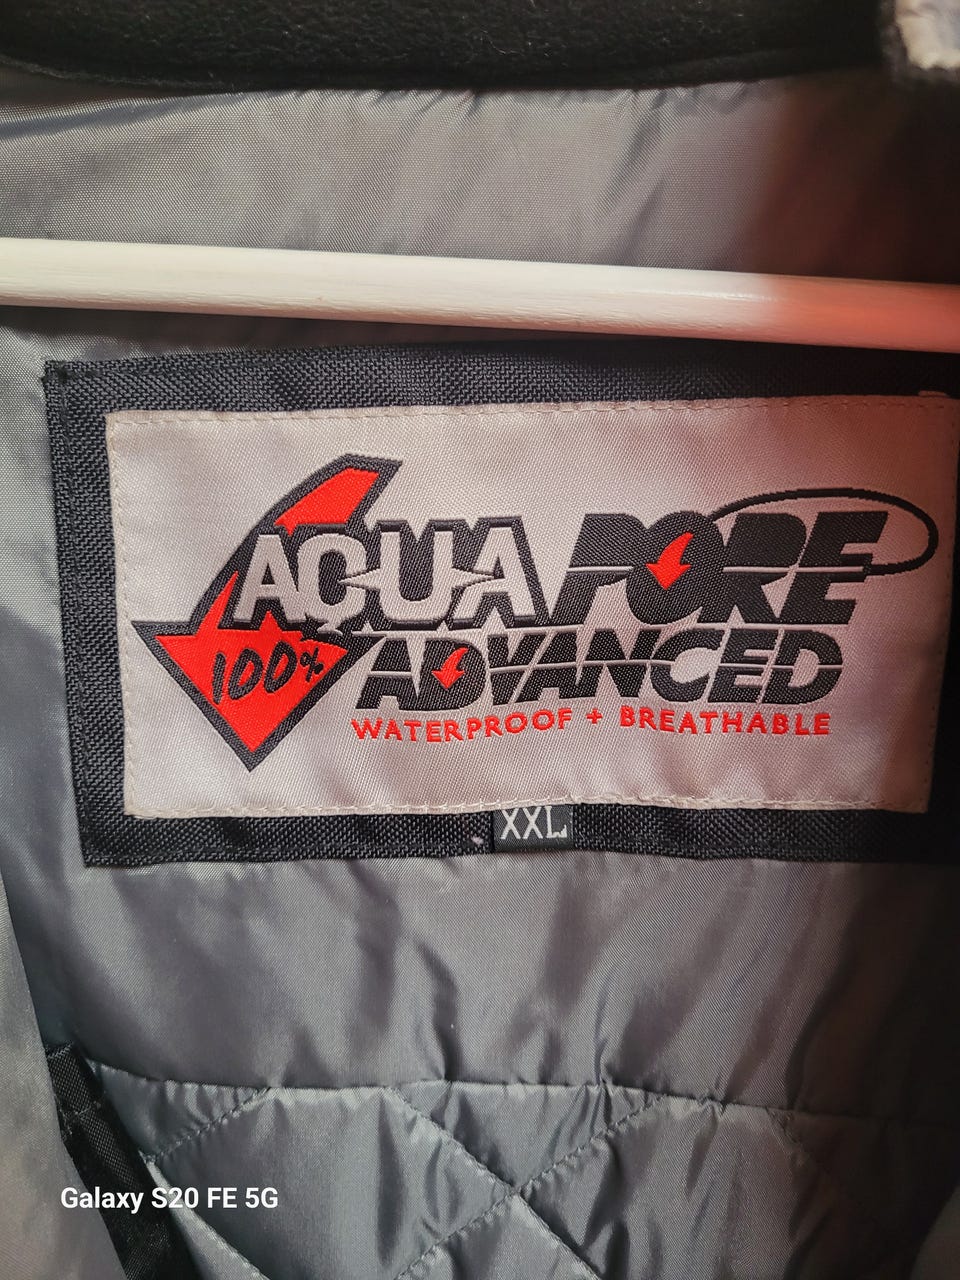 AQUA PORE
100% ADVANCED
WATERPROOF + BREATHABLE
XXL
Galaxy S20 FE 5G